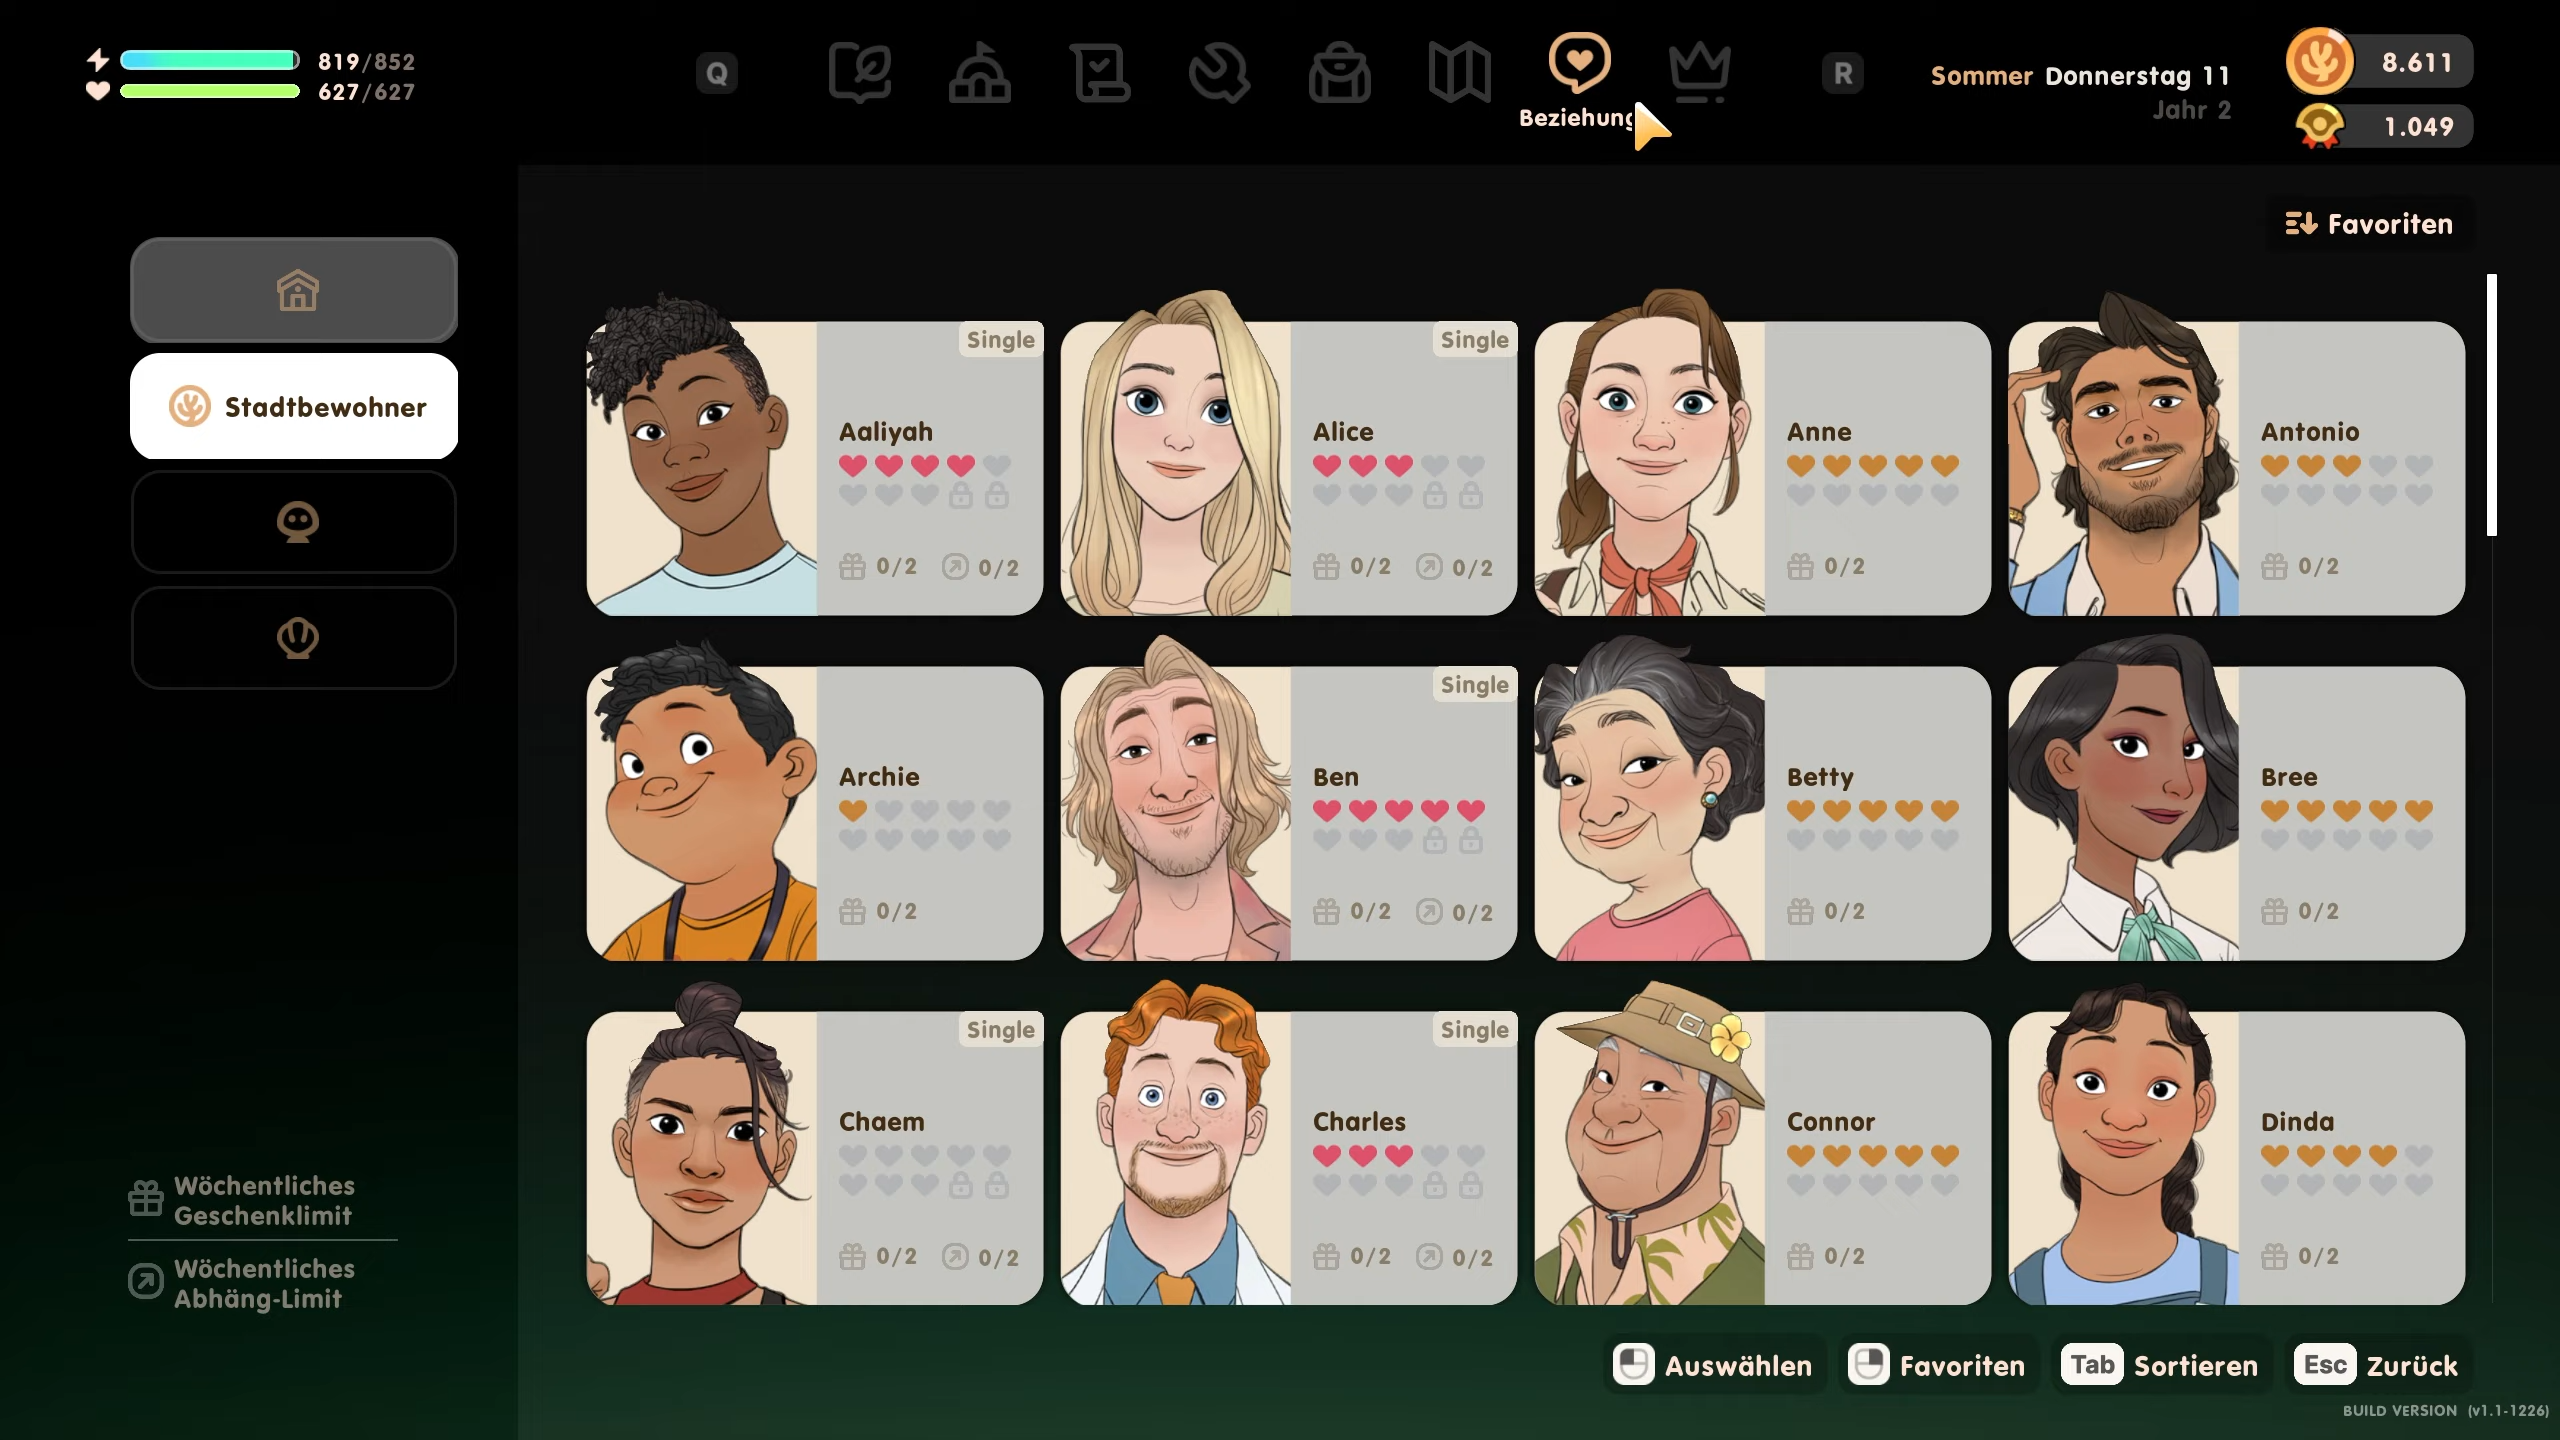 819/852
627/627
Q
Beziehung
R
Sommer Donnerstag 11
Jahr 2
8.611
1.049
Favoriten
Stadtbewohner
Single
Aaliyah
0/2 0/2
Single
Alice
0/2 0/2
Anne
0/2
Antonio
0/2
Archie
0/2
Single
Ben
0/2 0/2
Betty
0/2
Bree
0/2
Single
Chaem
0/2 0/2
Single
Charles
0/2 0/2
Connor
0/2
Dinda
0/2
Wöchentliches
Geschenklimit
Wöchentliches
Abhäng-Limit
Auswählen
Favoriten
Tab Sortieren
Esc Zurück
BUILD VERSION (v1.1-1226)